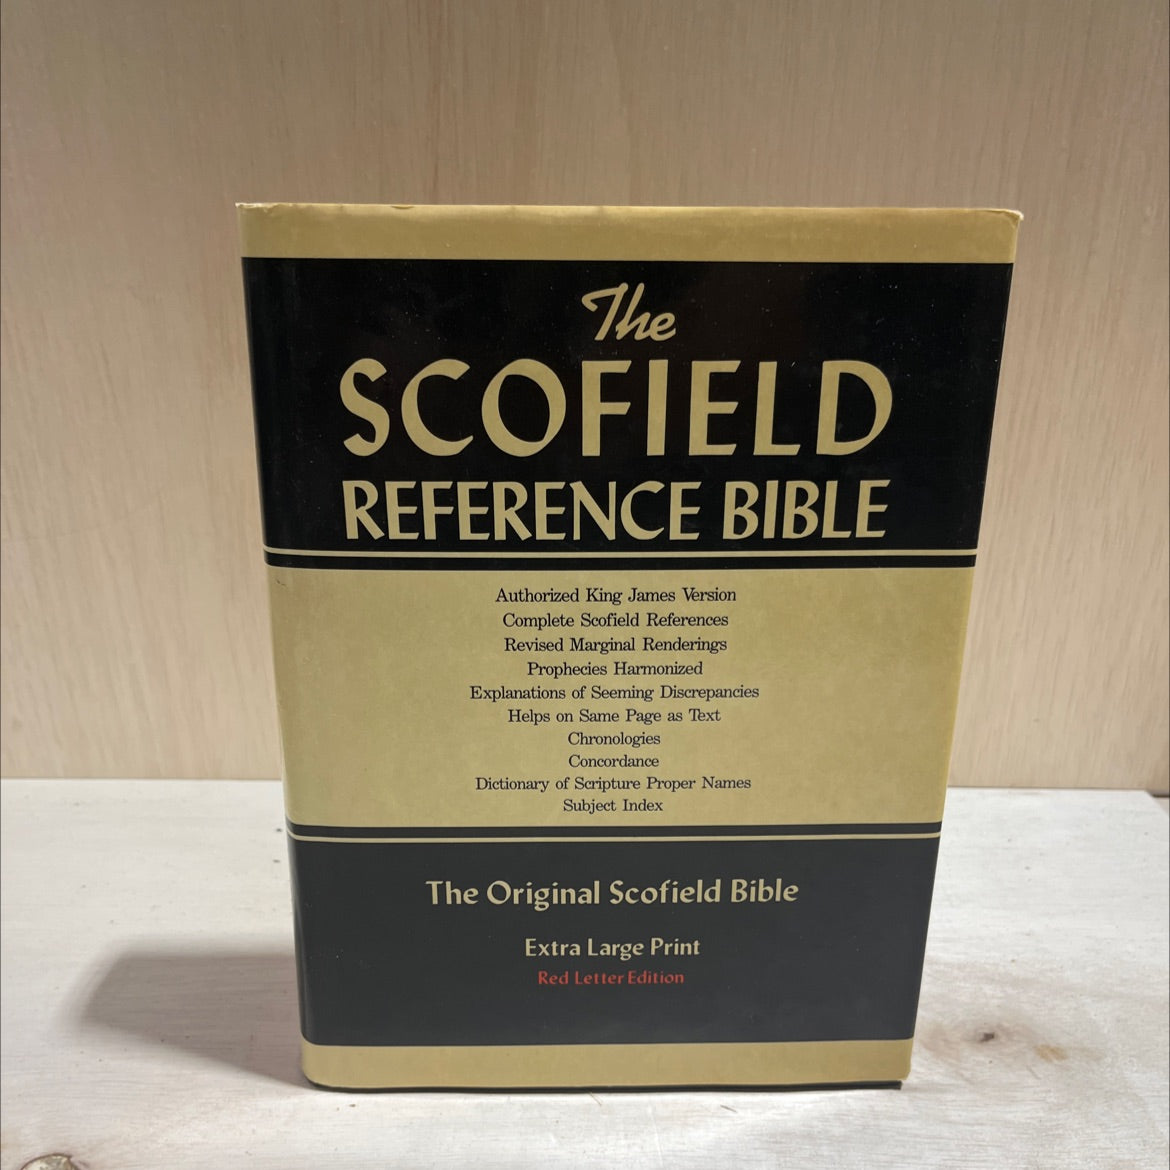 The
SCOFIELD
REFERENCE BIBLE
Authorized King James Version
Complete Scofield References
Revised Marginal Renderings
Prophecies Harmonized
Explanations of Seeming Discrepancies
Helps on Same Page as Text
Chronologies
Concordance
Dictionary of Scripture Proper Names
Subject Index
The Original Scofield Bible
Extra Large Print
Red Letter Edition